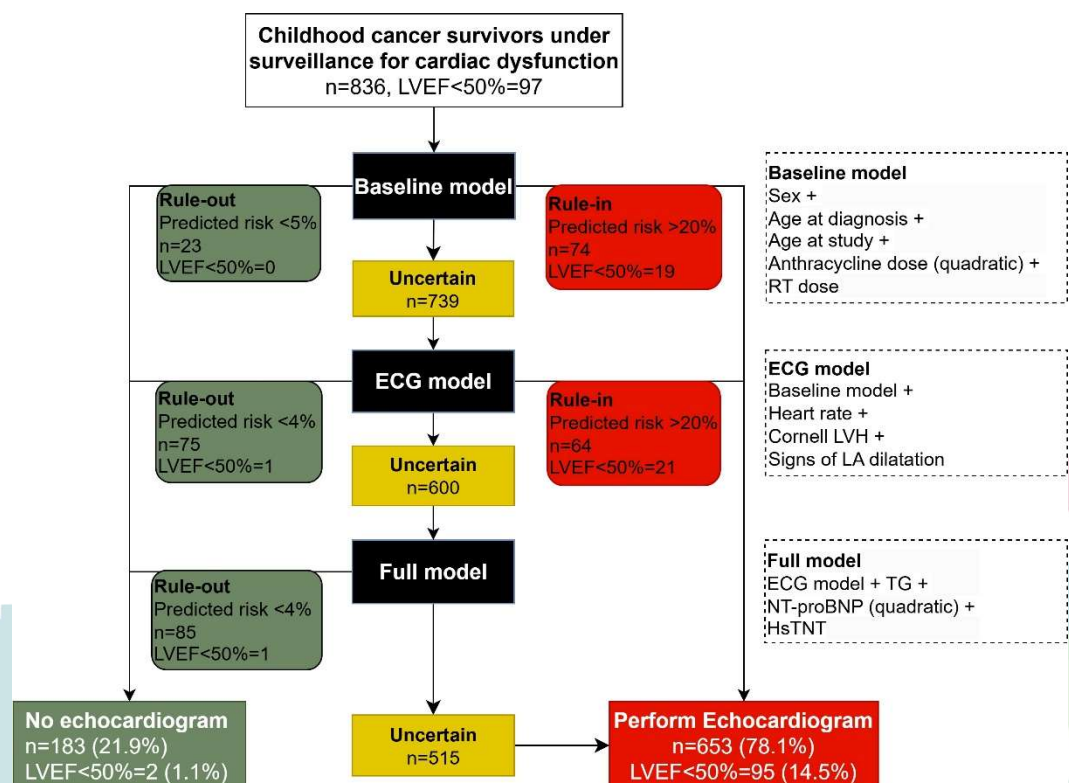 Childhood cancer survivors under
surveillance for cardiac dysfunction
n=836, LVEF<50%=97
Baseline model
Rule-out
Predicted risk <5%
n=23
LVEF<50%=0
Rule-in
Predicted risk >20%
n=74
LVEF<50%=19
Uncertain
n=739
Baseline model
Sex +
Age at diagnosis +
Age at study +
Anthracycline dose (quadratic) +
RT dose
ECG model
Rule-out
Predicted risk <4%
n=75
LVEF<50%=1
Rule-in
Predicted risk >20%
n=64
LVEF<50%=21
Uncertain
n=600
ECG model
Baseline model +
Heart rate +
Cornell LVH +
Signs of LA dilatation
Full model
Rule-out
Predicted risk <4%
n=85
LVEF<50%=1
Full model
ECG model + TG +
NT-proBNP (quadratic) +
HsTNT
No echocardiogram
n=183 (21.9%)
LVEF<50%=2 (1.1%)
Uncertain
n=515
Perform Echocardiogram
n=653 (78.1%)
LVEF<50%=95 (14.5%)